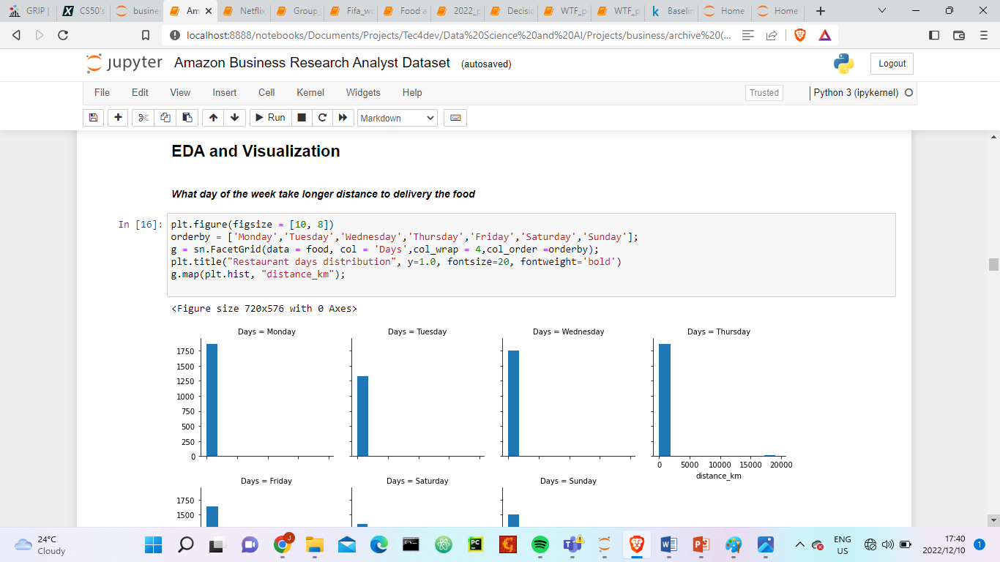 GRIP |
CS50's
busine
Am
Netflix
Group_
Fifa_wo
Food a
2022_p
Decisio
WTF_p
WTF_p
k Baselin
Home
Home
localhost:8888/notebooks/Documents/Projects/Tec4dev/Data%20Science%20and%20AI/Projects/business/archive%20(...
jupyter Amazon Business Research Analyst Dataset (autosaved)
Logout
File Edit View Insert Cell Kernel Widgets Help
Trusted
Python 3 (ipykernel)
Run
Markdown
EDA and Visualization
What day of the week take longer distance to delivery the food
In [16]:
plt.figure(figsize = [10, 8])
orderby = ['Monday','Tuesday','Wednesday','Thursday','Friday','Saturday','Sunday'];
g = sn.FacetGrid(data = food, col = 'Days',col_wrap = 4,col_order =orderby);
plt.title("Restaurant days distribution", y=1.0, fontsize=20, fontweight='bold')
g.map(plt.hist, "distance_km");
<Figure size 720x576 with 0 Axes>
Days = Monday
Days = Tuesday
Days = Wednesday
Days = Thursday
1750
1500
1250
1000
750
500
250
0
0 5000 10000 15000 20000
distance_km
Days = Friday
Days = Saturday
Days = Sunday
1750
1500
24°C
Cloudy
J
PC
ENG
US
17:40
2022/12/10
1